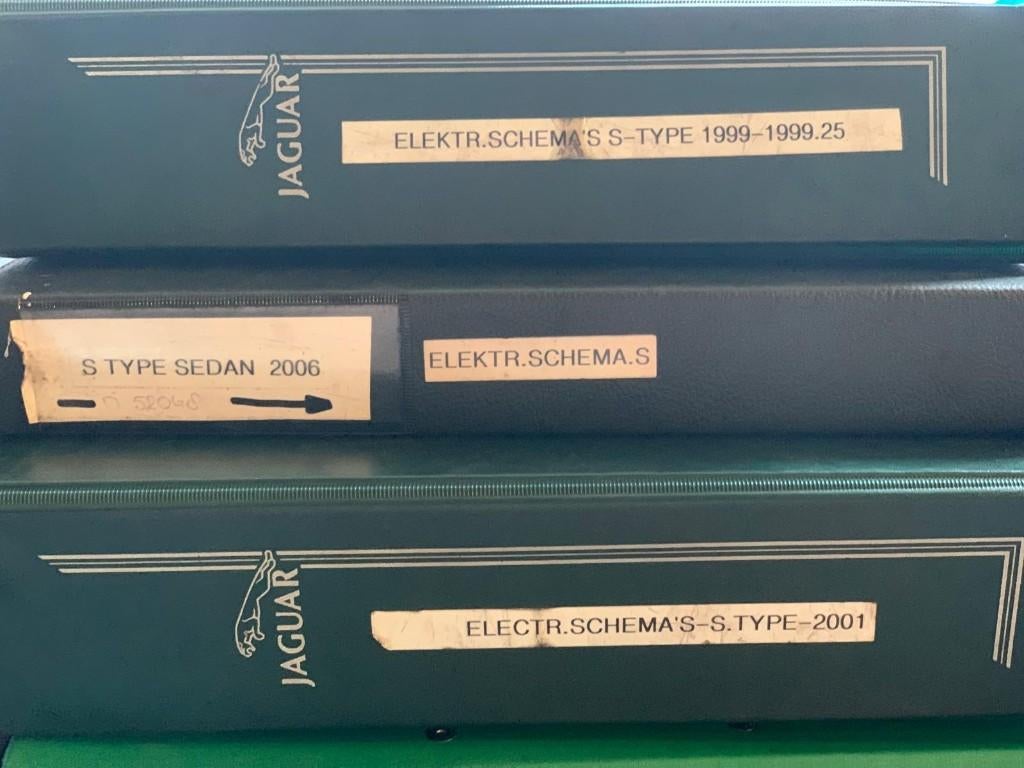 JAGUAR
ELEKTR.SCHEMA'S S-TYPE 1999-1999.25
S TYPE SEDAN 2006
ELEKTR.SCHEMA.S
JAGUAR
ELECTR.SCHEMA'S-S.TYPE-2001